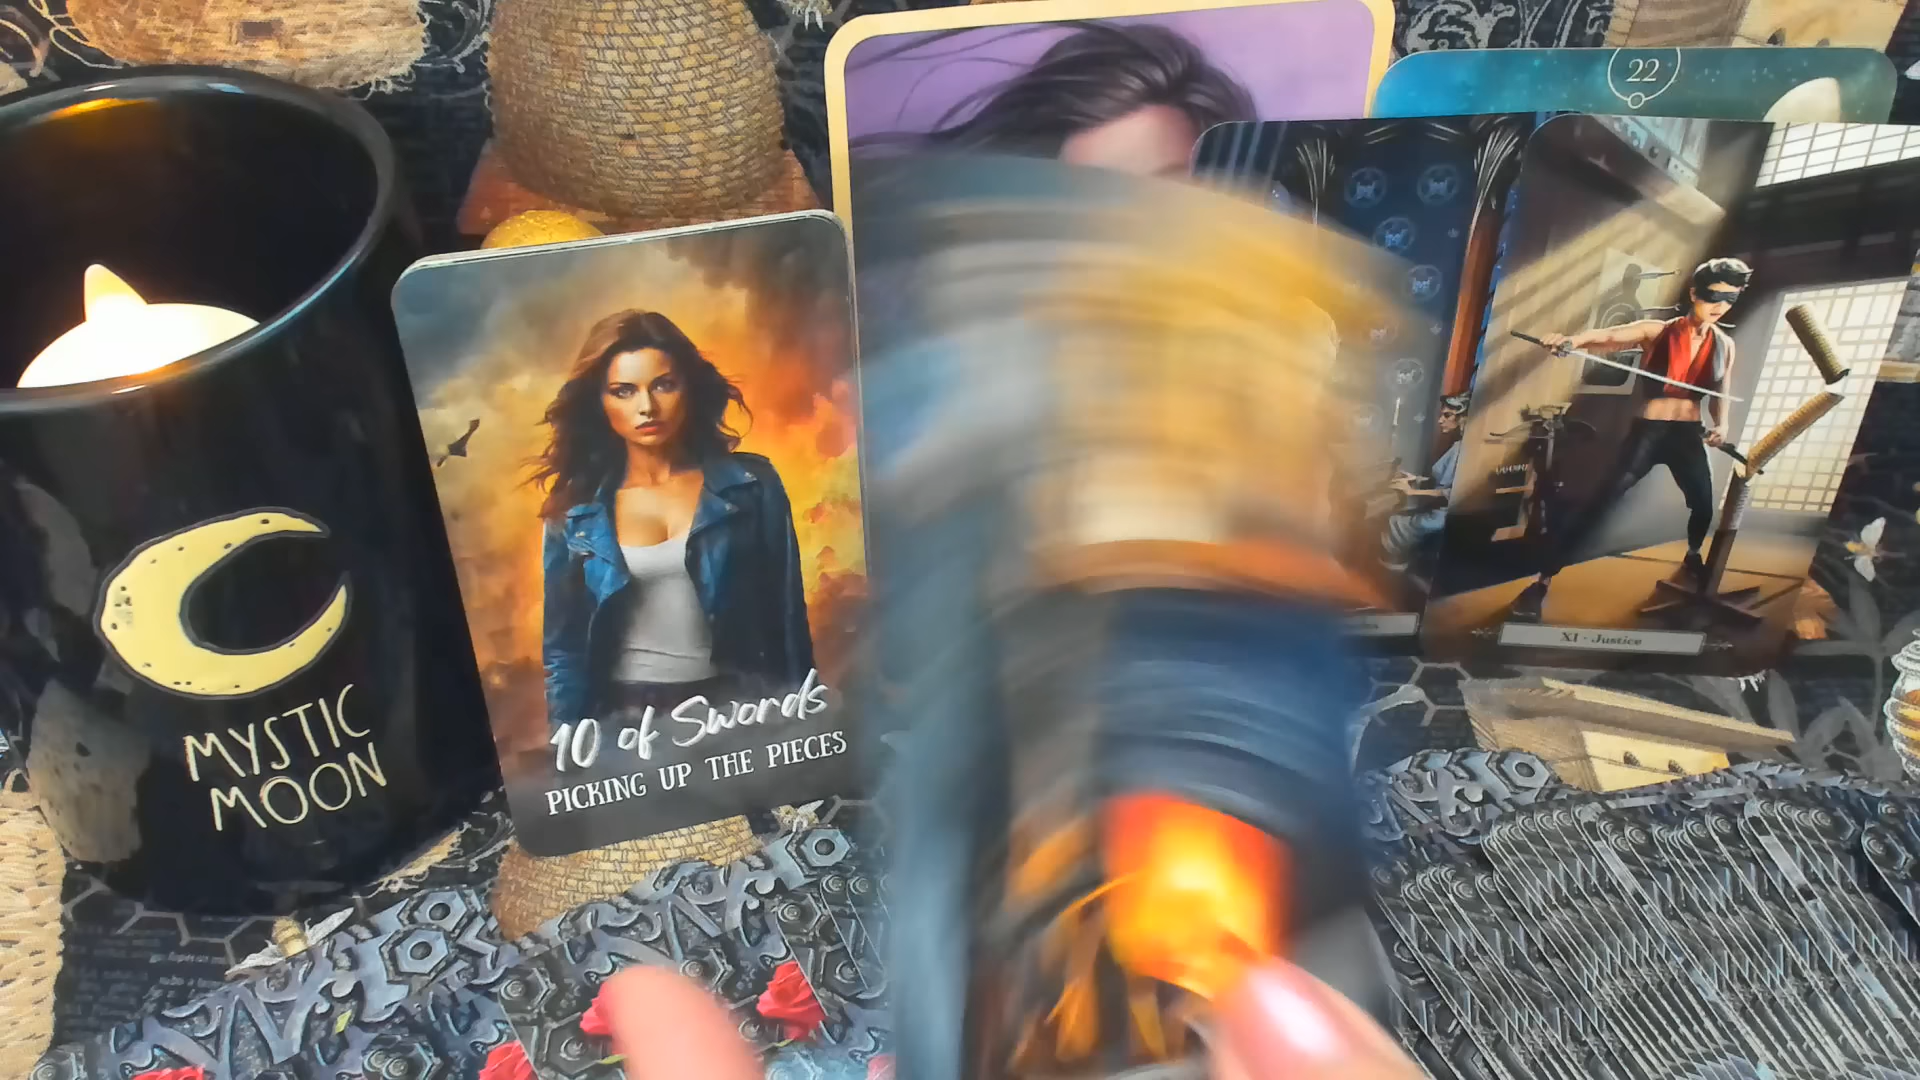 22
XI - Justice
10 of Swords
PICKING UP THE PIECES
MYSTIC
MOON